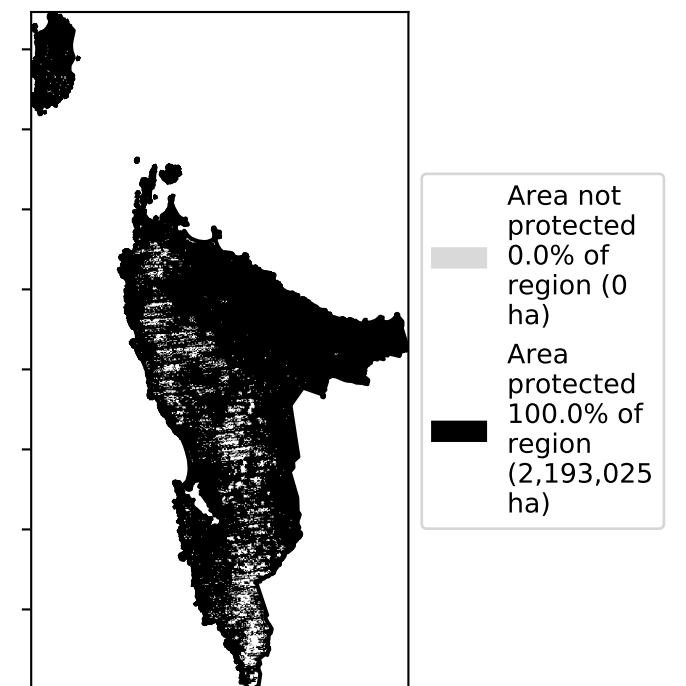 Area not
protected
0.0% of
region (0
ha)
Area
protected
100.0% of
region
(2,193,025
ha)